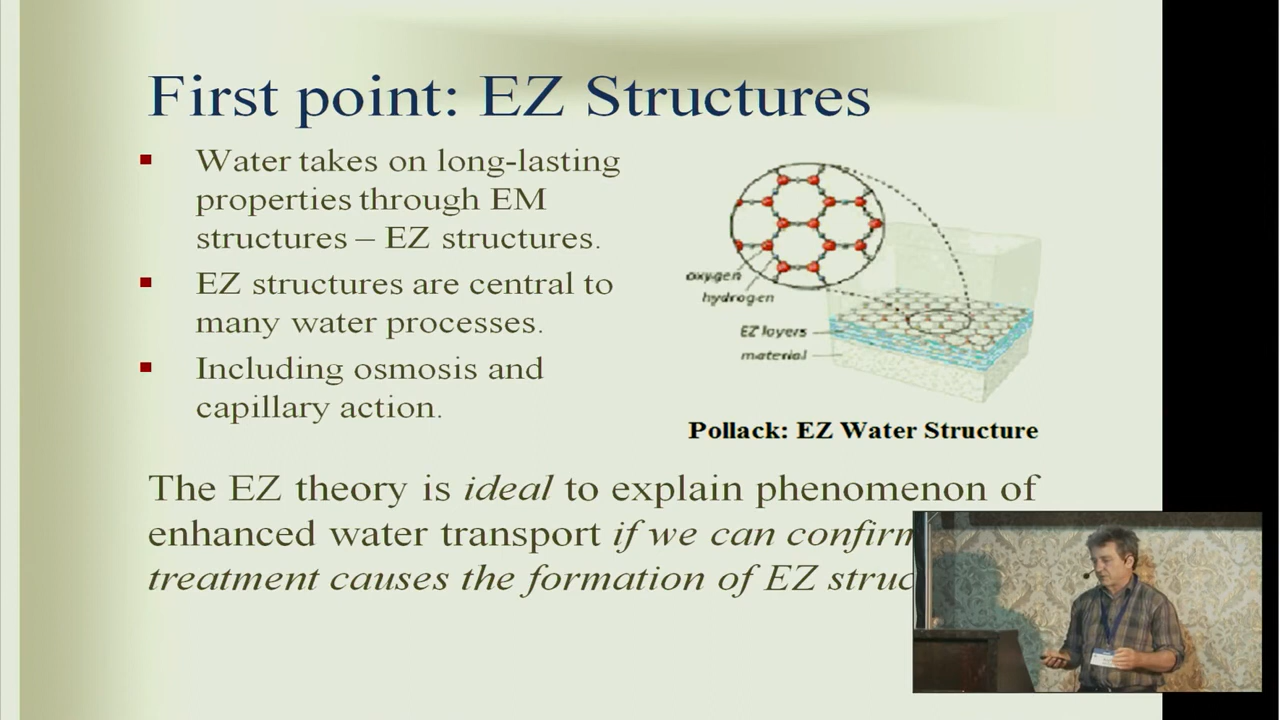 First point: EZ Structures
Water takes on long-lasting
properties through EM
structures – EZ structures.
EZ structures are central to
many water processes.
Including osmosis and
capillary action.
oxygen
hydrogen
EZ layers
material
Pollack: EZ Water Structure
The EZ theory is ideal to explain phenomenon of
enhanced water transport if we can confirm
treatment causes the formation of EZ struc